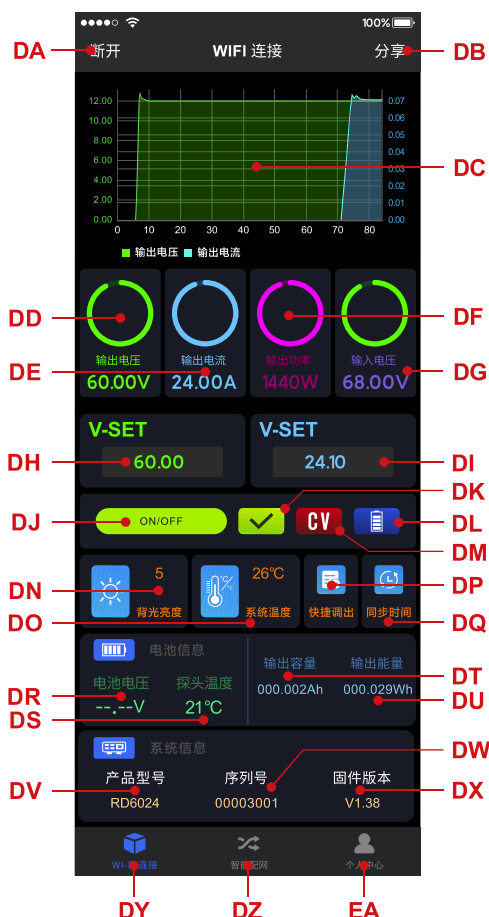 100%
DA 断开 WIFI 连接 分享 DB
12.00 0.07
10.00 0.06
0.05
8.00 0.04
6.00 0.03 DC
4.00 0.02
2.00 0.01
0.00 0.00
0 10 20 30 40 50 60 70 80
输出电压 输出电流
DD DF
输出电压 输出电流 输出功率 输入电压
DE 60.00V 24.00A 1440W 68.00V DG
V-SET V-SET
DH 60.00 24.10 DI
DK
DJ ON/OFF CV DL
DM
5 26℃ ℃/℉
DN DP
背光亮度 系统温度 快捷调出 同步时间
DO DQ
电池信息
输出容量 输出能量 DT
电池电压 探头温度
DR 000.002Ah 000.029Wh DU
--.--V 21℃
DS
系统信息 DW
产品型号 序列号 固件版本
DV RD6024 00003001 V1.38 DX
WI-FI连接 智能配网 个人中心
DY DZ EA